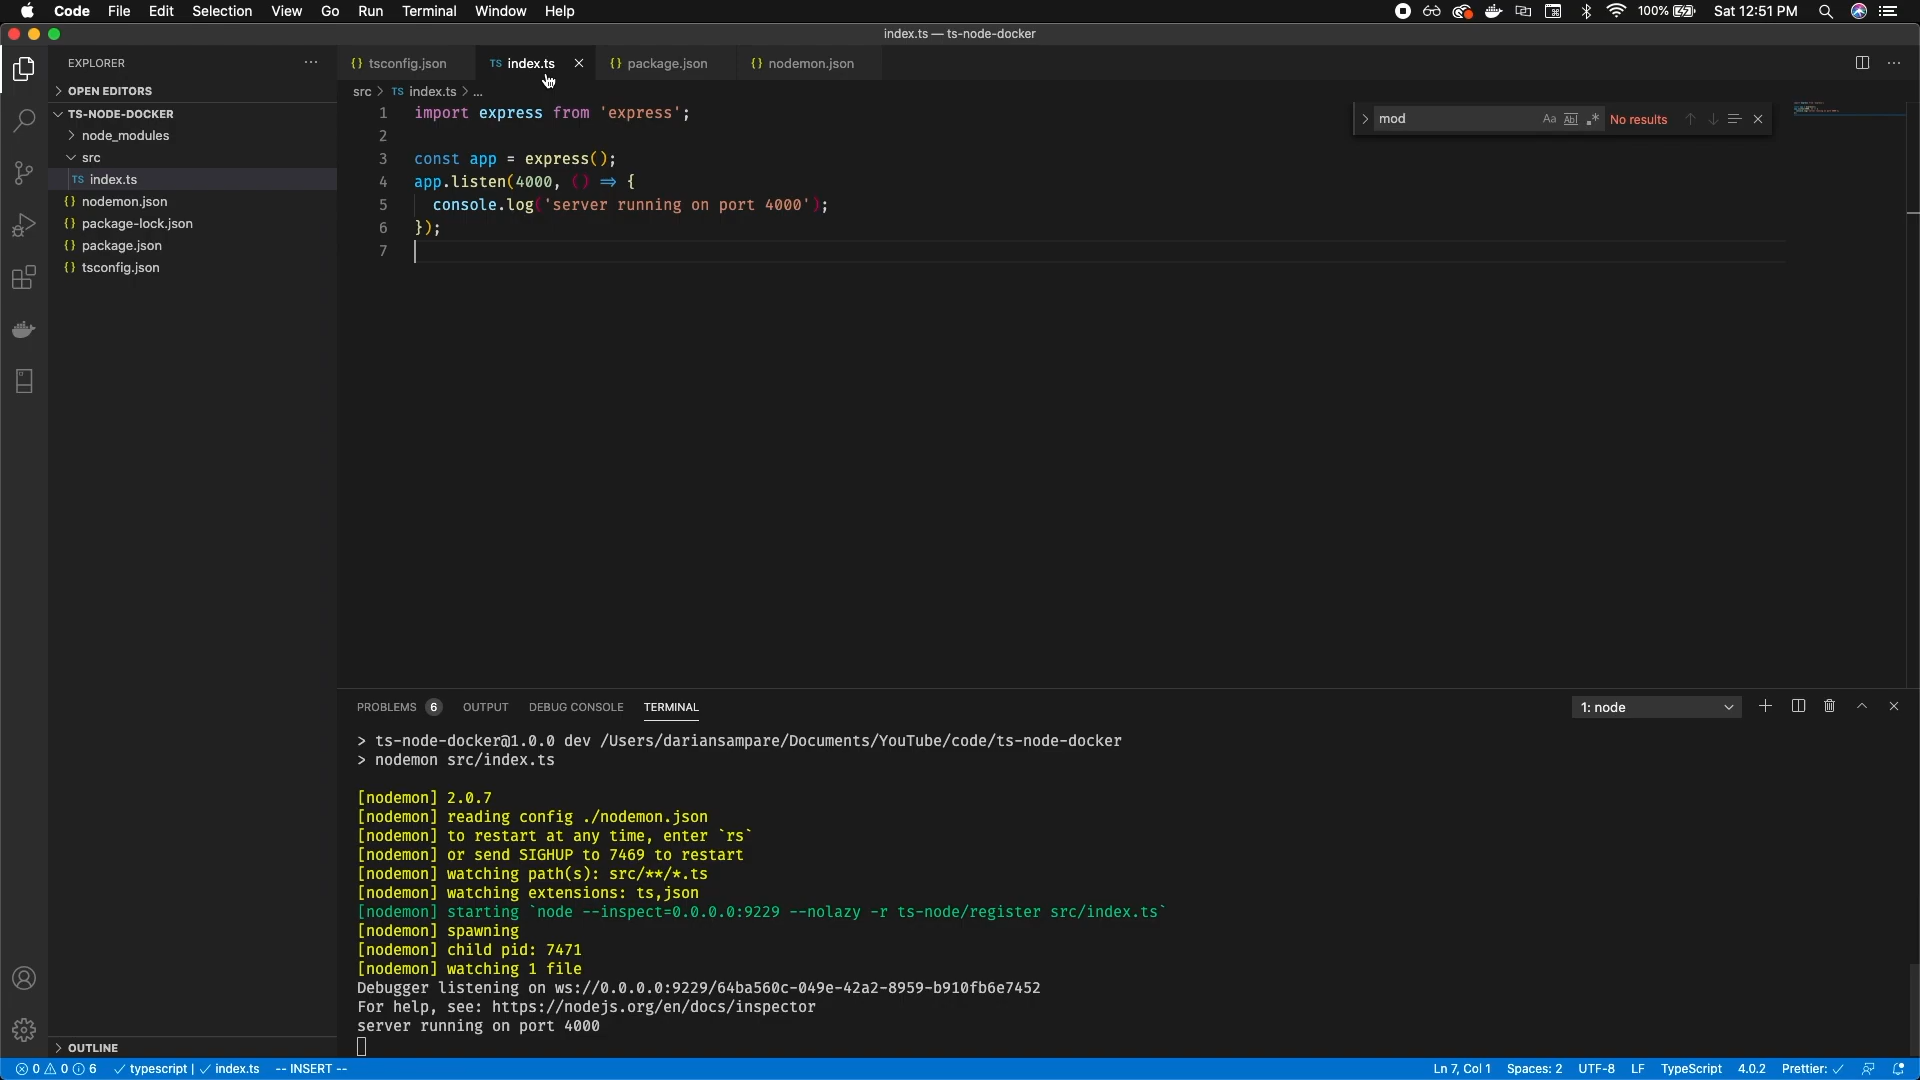 Code File Edit Selection View Go Run Terminal Window Help 100% Sat 12:51 PM
index.ts — ts-node-docker
EXPLORER
{} tsconfig.json TS index.ts {} package.json {} nodemon.json
OPEN EDITORS
src > TS index.ts > ...
TS-NODE-DOCKER
node_modules
src
TS index.ts
{} nodemon.json
{} package-lock.json
{} package.json
{} tsconfig.json
OUTLINE
mod Aa Abl .* No results
1 import express from 'express';
2
3 const app = express();
4 app.listen(4000, () ⇒ {
5 console.log('server running on port 4000');
6 });
7
PROBLEMS 6 OUTPUT DEBUG CONSOLE TERMINAL 1: node
> ts-node-docker@1.0.0 dev /Users/dariansampare/Documents/YouTube/code/ts-node-docker
> nodemon src/index.ts
[nodemon] 2.0.7
[nodemon] reading config ./nodemon.json
[nodemon] to restart at any time, enter `rs`
[nodemon] or send SIGHUP to 7469 to restart
[nodemon] watching path(s): src/**/*.ts
[nodemon] watching extensions: ts,json
[nodemon] starting `node --inspect=0.0.0.0:9229 --nolazy -r ts-node/register src/index.ts`
[nodemon] spawning
[nodemon] child pid: 7471
[nodemon] watching 1 file
Debugger listening on ws://0.0.0.0:9229/64ba560c-049e-42a2-8959-b910fb6e7452
For help, see: https://nodejs.org/en/docs/inspector
server running on port 4000
0 0 6 typescript | index.ts -- INSERT -- Ln 7, Col 1 Spaces: 2 UTF-8 LF TypeScript 4.0.2 Prettier: ✓